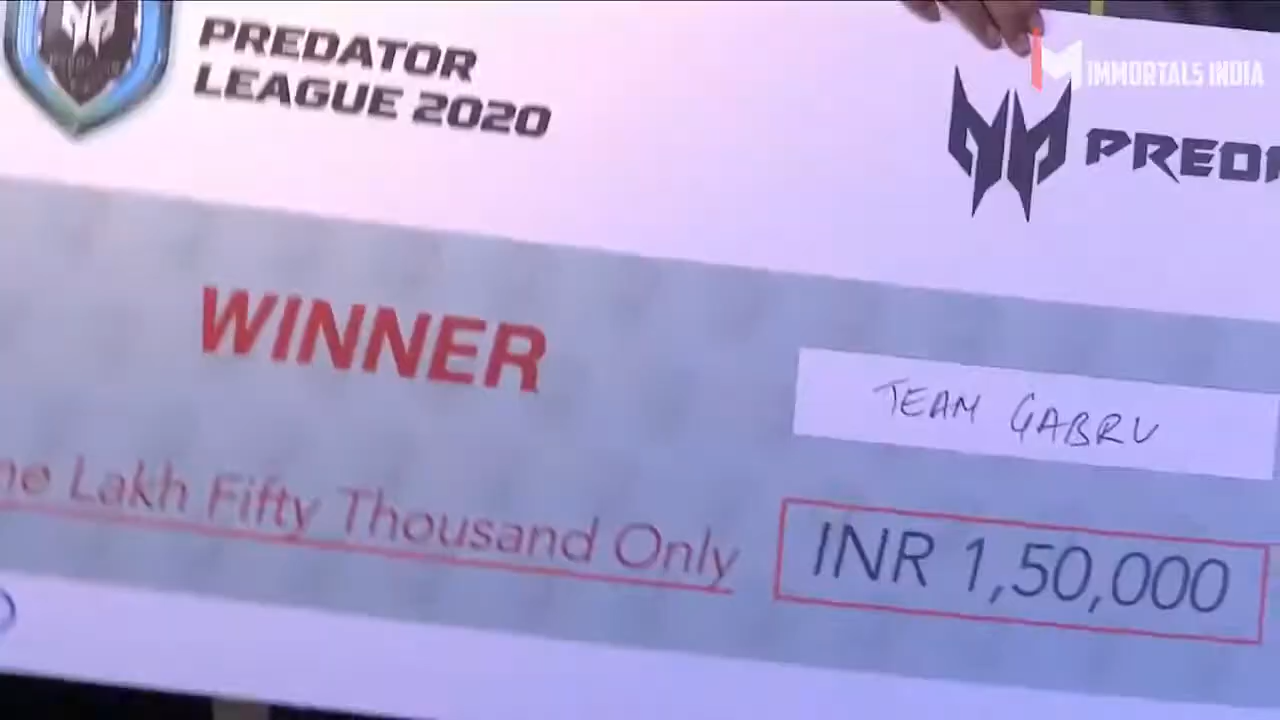 PREDATOR
LEAGUE 2020
IMMORTALS INDIA
WINNER
TEAM GABRU
Lakh Fifty Thousand Only
INR 1,50,000